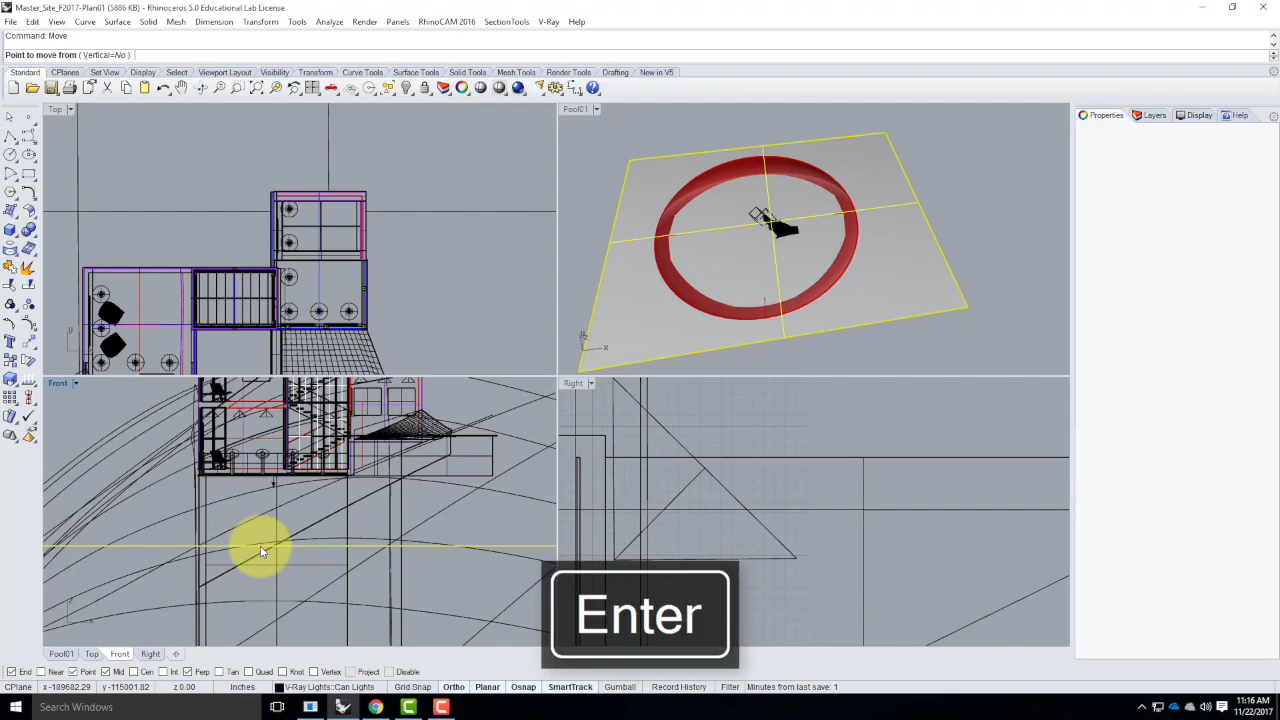 Master_Site_F2017-Plan01 (5886 KB) - Rhinoceros 5.0 Educational Lab License
File Edit View Curve Surface Solid Mesh Dimension Transform Tools Analyze Render Panels RhinoCAM 2016 SectionTools V-Ray Help
Command: Move
Point to move from ( Vertical=No ):
Standard CPlanes Set View Display Select Viewport Layout Visibility Transform Curve Tools Surface Tools Solid Tools Mesh Tools Render Tools Drafting New in V5
Top
Pool01
Properties Layers Display Help
Front
Right
Enter
Pool01 Top Front Right
End Near Point Mid Cen Int Perp Tan Quad Knot Vertex Project Disable
CPlane x -189682.29 y -115001.82 z 0.00 Inches V-Ray Lights::Can Lights Grid Snap Ortho Planar Osnap SmartTrack Gumball Record History Filter Minutes from last save: 1
Search Windows
11:16 AM
11/22/2017